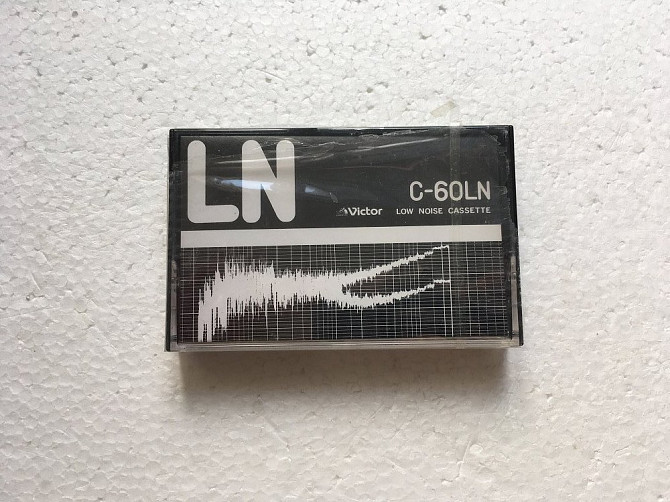 LN
C-60LN
Victor LOW NOISE CASSETTE